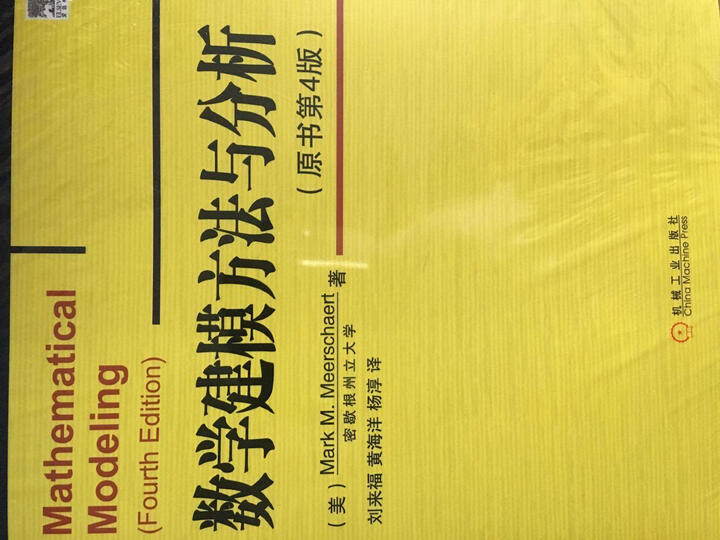 Mathematical
Modeling
(Fourth Edition)
数学建模方法与分析
(原书第4版)
(美) Mark M. Meerschaert 著
密歇根州立大学
刘来福 黄海洋 杨淳 译
机械工业出版社
China Machine Press